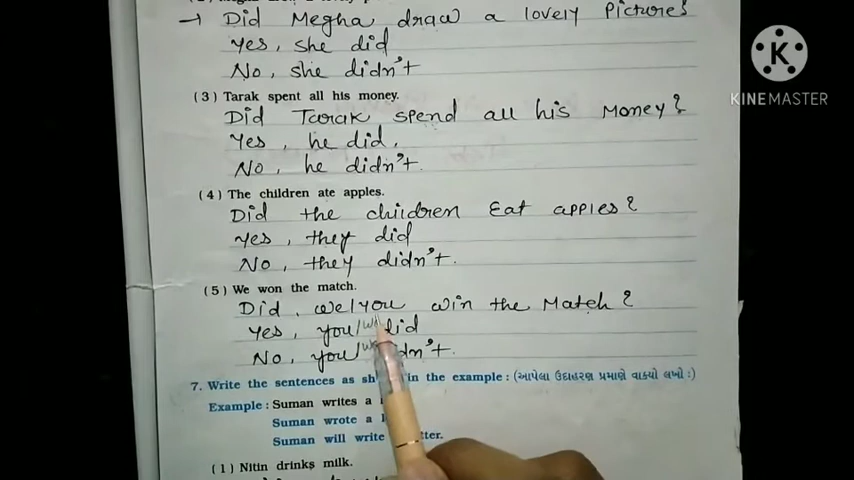 → Did Megha draw a lovely Picture?
Yes, she did
No, she didn't
(3) Tarak spent all his money.
Did Tarak spend all his Money?
Yes, he did.
No, he didn't.
(4) The children ate apples.
Did the children Eat apples?
Yes, they did
No, they didn't.
(5) We won the match.
Did we/you win the Match?
Yes, you/we did
No, you/we didn't.
7. Write the sentences as in the example: (આપેલા ઉદાહરણ પ્રમાણે વાક્યો લખો :)
Example: Suman writes a
Suman wrote a
Suman will write
(1) Nitin drinks milk.
K
KINEMASTER